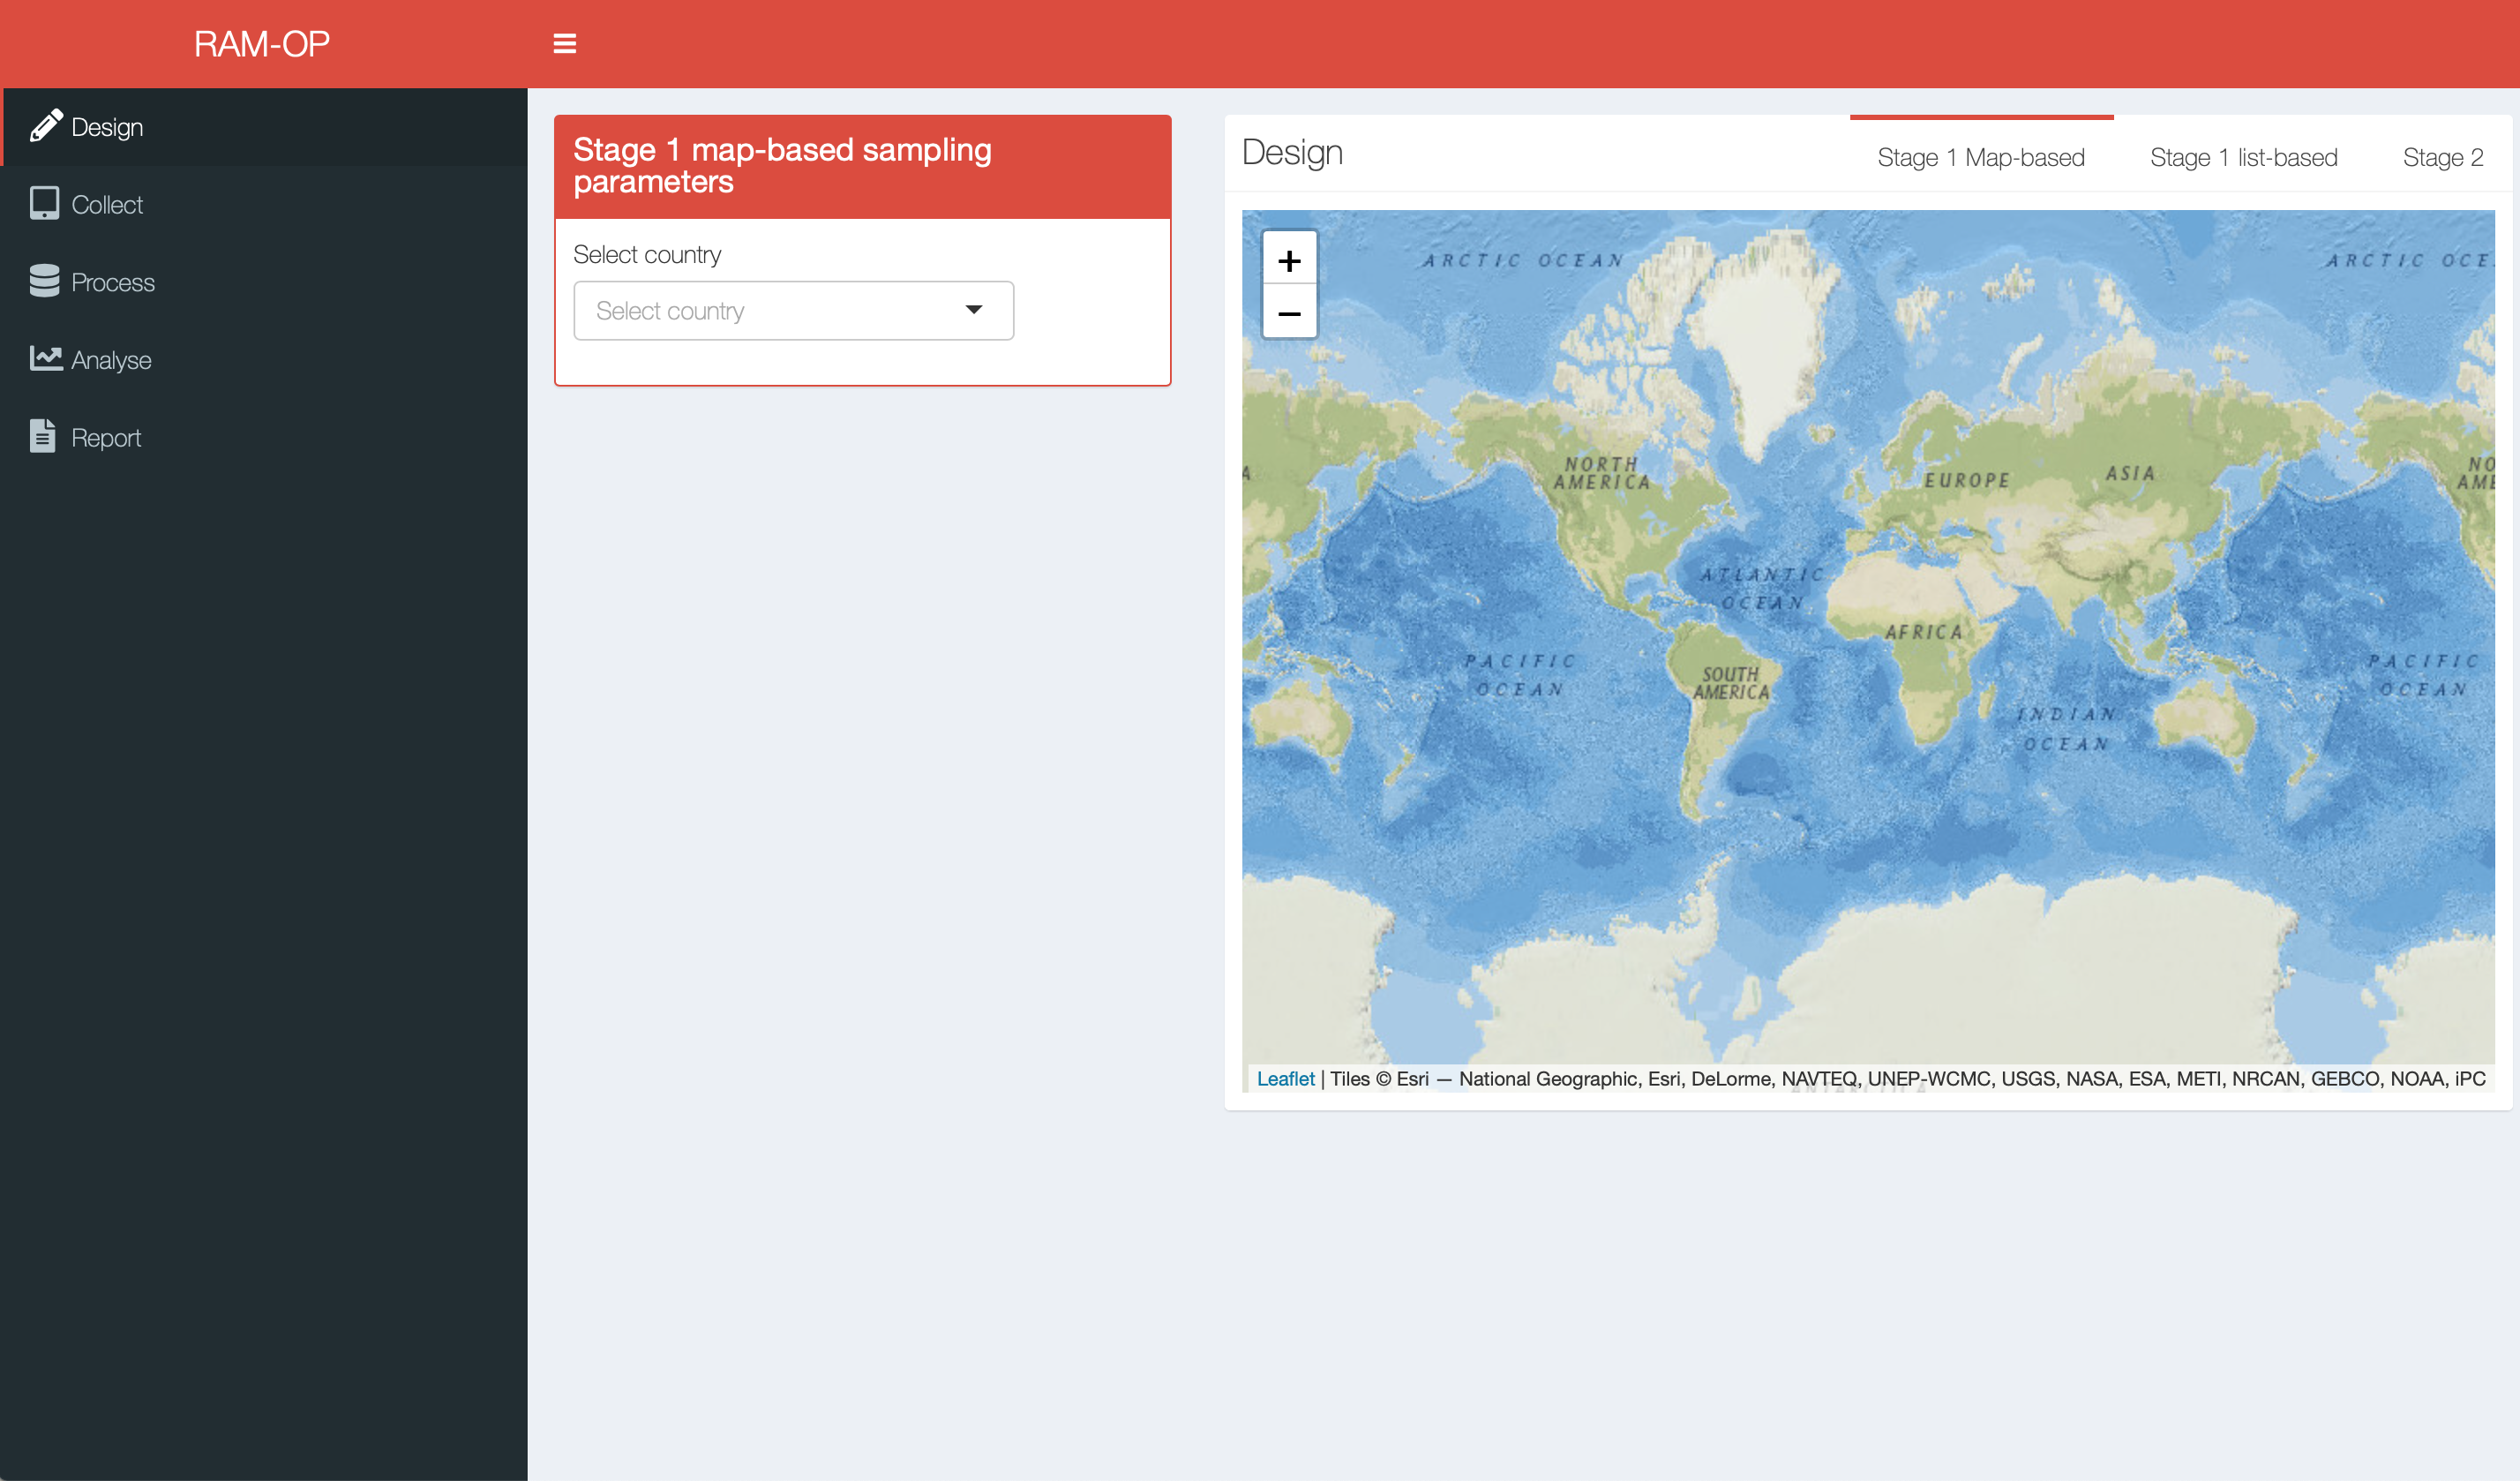 RAM-OP
Design
Collect
Process
Analyse
Report
Stage 1 map-based sampling
parameters
Select country
Select country
Design
Stage 1 Map-based
Stage 1 list-based
Stage 2
+
−
ARCTIC OCEAN
ARCTIC OCE
NORTH
AMERICA
EUROPE
ASIA
A
NO
AME
ATLANTIC
OCEAN
AFRICA
PACIFIC
OCEAN
SOUTH
AMERICA
INDIAN
OCEAN
PACIFIC
OCEAN
Leaflet | Tiles © Esri — National Geographic, Esri, DeLorme, NAVTEQ, UNEP-WCMC, USGS, NASA, ESA, METI, NRCAN, GEBCO, NOAA, iPC